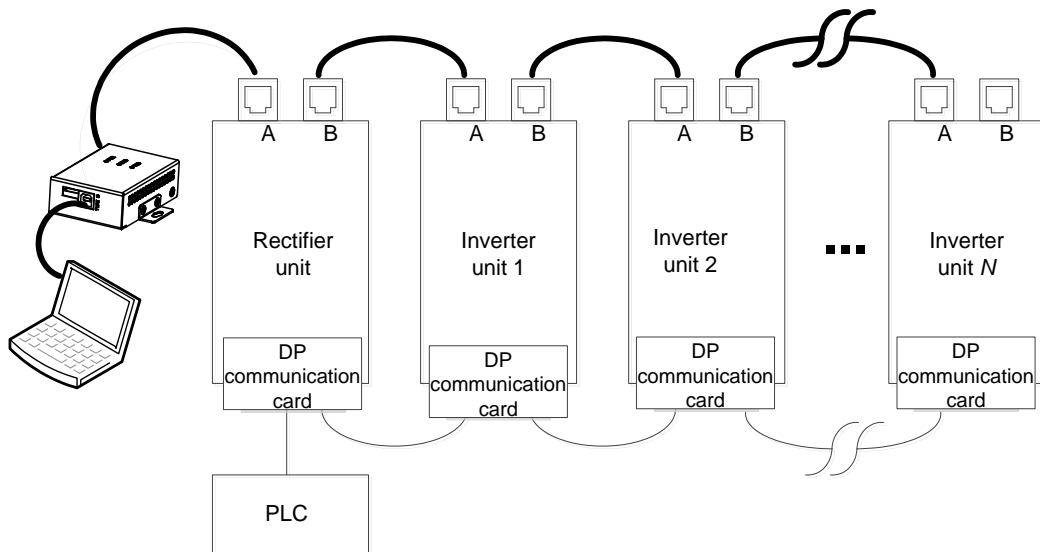 A B
A B
A B
A B
Rectifier
unit
Inverter
unit 1
Inverter
unit 2
Inverter
unit N
DP
communication
card
DP
communication
card
DP
communication
card
DP
communication
card
PLC